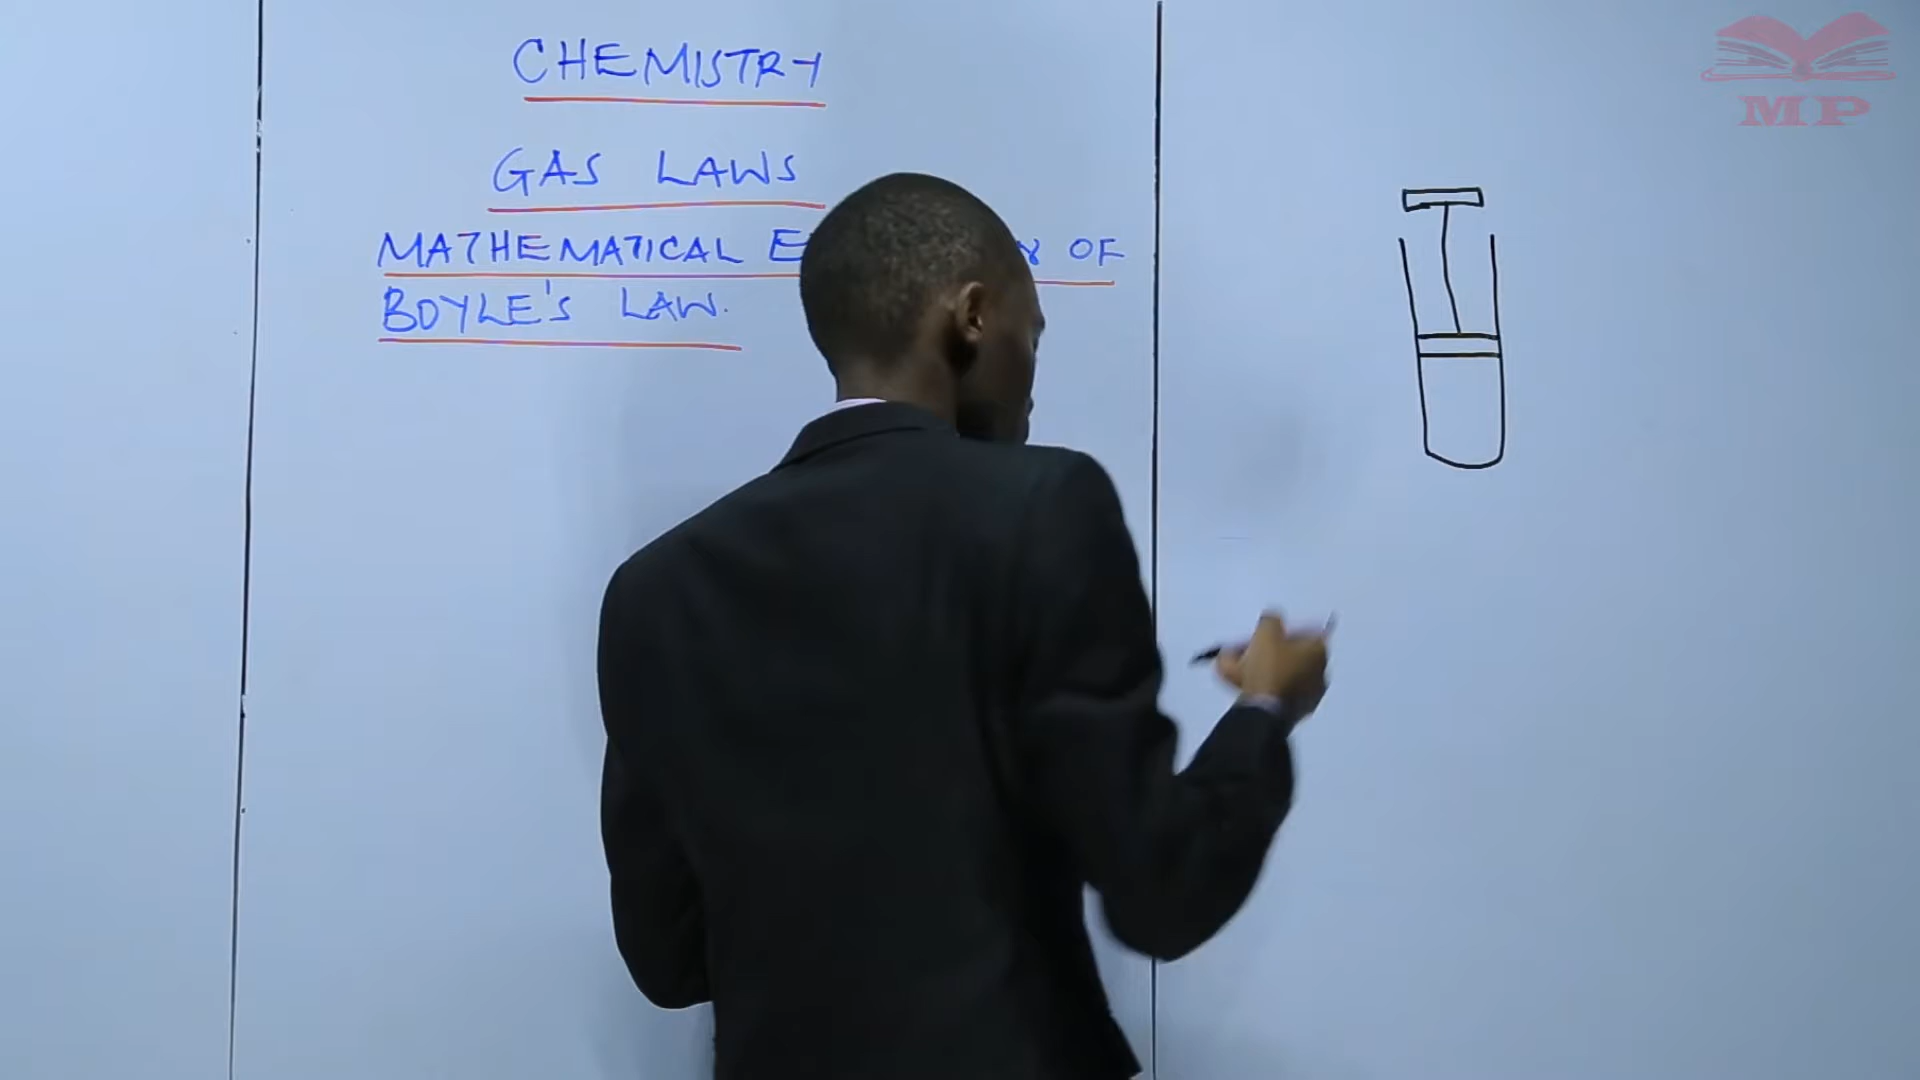 CHEMISTRY
GAS LAWS
MATHEMATICAL OF
BOYLE'S LAW.
MP